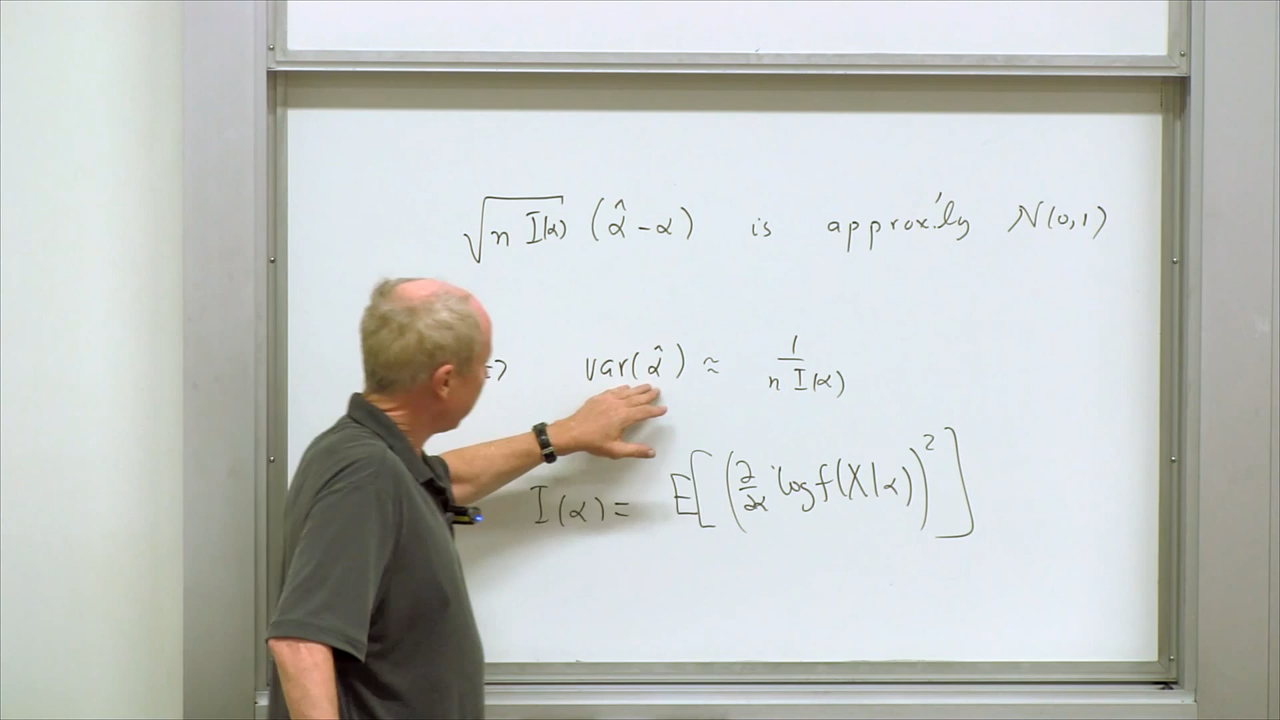 √(n I(α)) (α̂ - α) is approx'ly N(0,1)
⇒ var(α̂) ≈ 1/(n I(α))
I(α) = E[(∂/∂α log f(X|α))²]